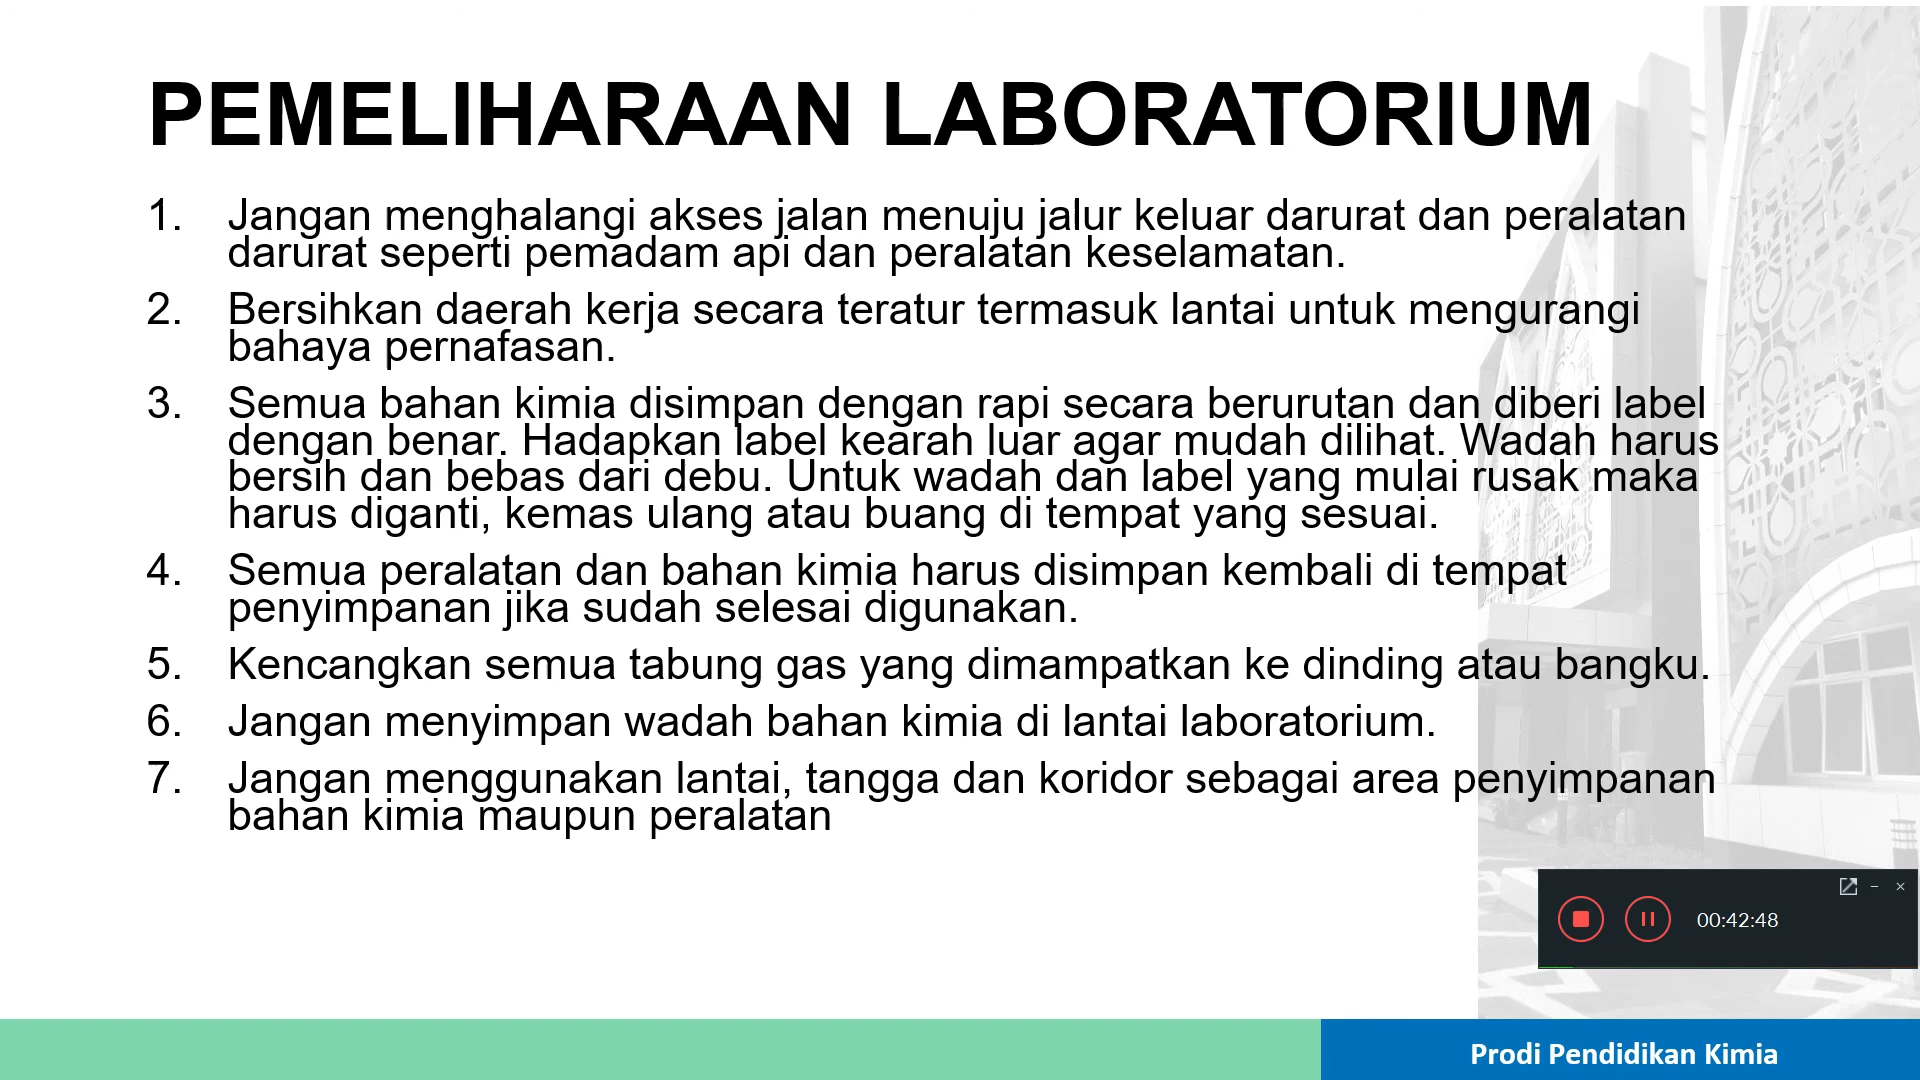 PEMELIHARAAN LABORATORIUM
1. Jangan menghalangi akses jalan menuju jalur keluar darurat dan peralatan
darurat seperti pemadam api dan peralatan keselamatan.
2. Bersihkan daerah kerja secara teratur termasuk lantai untuk mengurangi
bahaya pernafasan.
3. Semua bahan kimia disimpan dengan rapi secara berurutan dan diberi label
dengan benar. Hadapkan label kearah luar agar mudah dilihat. Wadah harus
bersih dan bebas dari debu. Untuk wadah dan label yang mulai rusak maka
harus diganti, kemas ulang atau buang di tempat yang sesuai.
4. Semua peralatan dan bahan kimia harus disimpan kembali di tempat
penyimpanan jika sudah selesai digunakan.
5. Kencangkan semua tabung gas yang dimampatkan ke dinding atau bangku.
6. Jangan menyimpan wadah bahan kimia di lantai laboratorium.
7. Jangan menggunakan lantai, tangga dan koridor sebagai area penyimpanan
bahan kimia maupun peralatan
00:42:48
Prodi Pendidikan Kimia